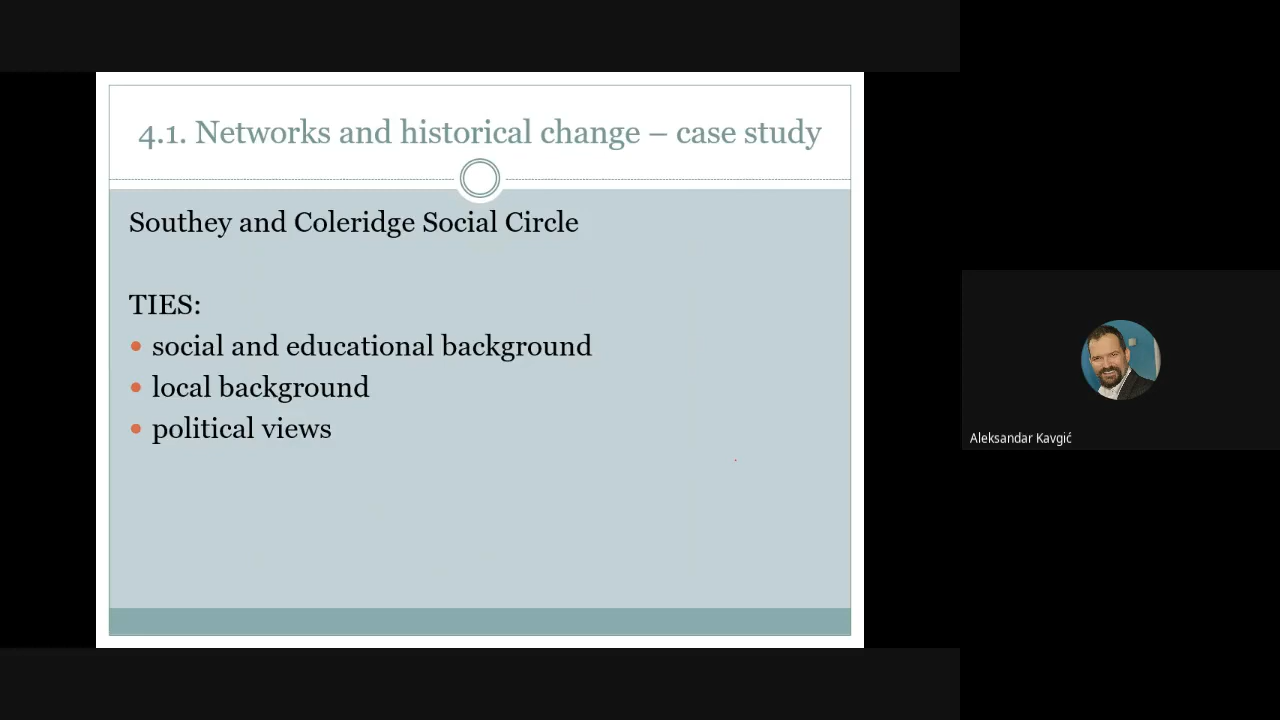 4.1. Networks and historical change – case study
Southey and Coleridge Social Circle
TIES:
social and educational background
local background
political views
Aleksandar Kavgić